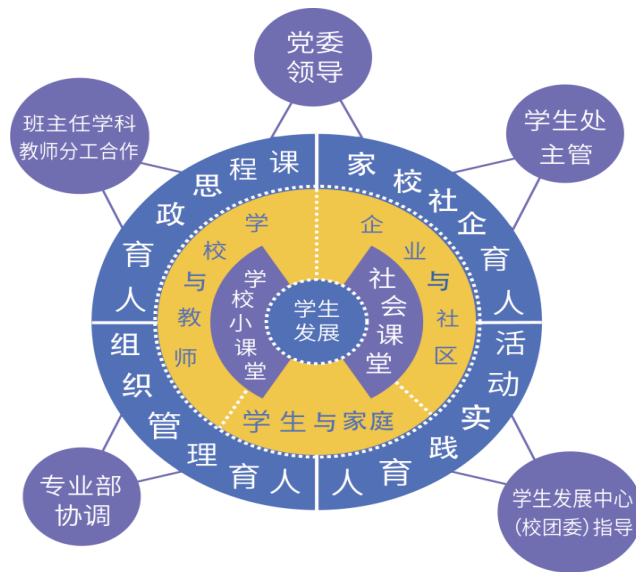 党委
领导
班主任学科
教师分工合作
学生处
主管
课程思政育人
家校社企育人
学校与教师
企业与社区
学校小课堂
社会课堂
学生
发展
学生与家庭
组织管理育人
活动实践育人
专业部
协调
学生发展中心
(校团委)指导